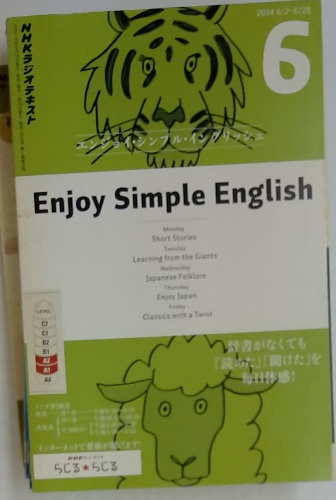 NHKラジオテキスト
2014 6/2-6/28
6
エンジョイ・シンプル・イングリッシュ
Enjoy Simple English
Monday
Short Stories
Tuesday
Learning from the Giants
Wednesday
Japanese Folklore
Thursday
Enjoy Japan
Friday
Classics with a Twist
LEVEL
C2
C1
B2
B1
A2
A1
A0
辞書がなくても
「読めた」「聞けた」を
毎日体感!
インターネットで番組が聴けます!
NHK
らじる★らじる